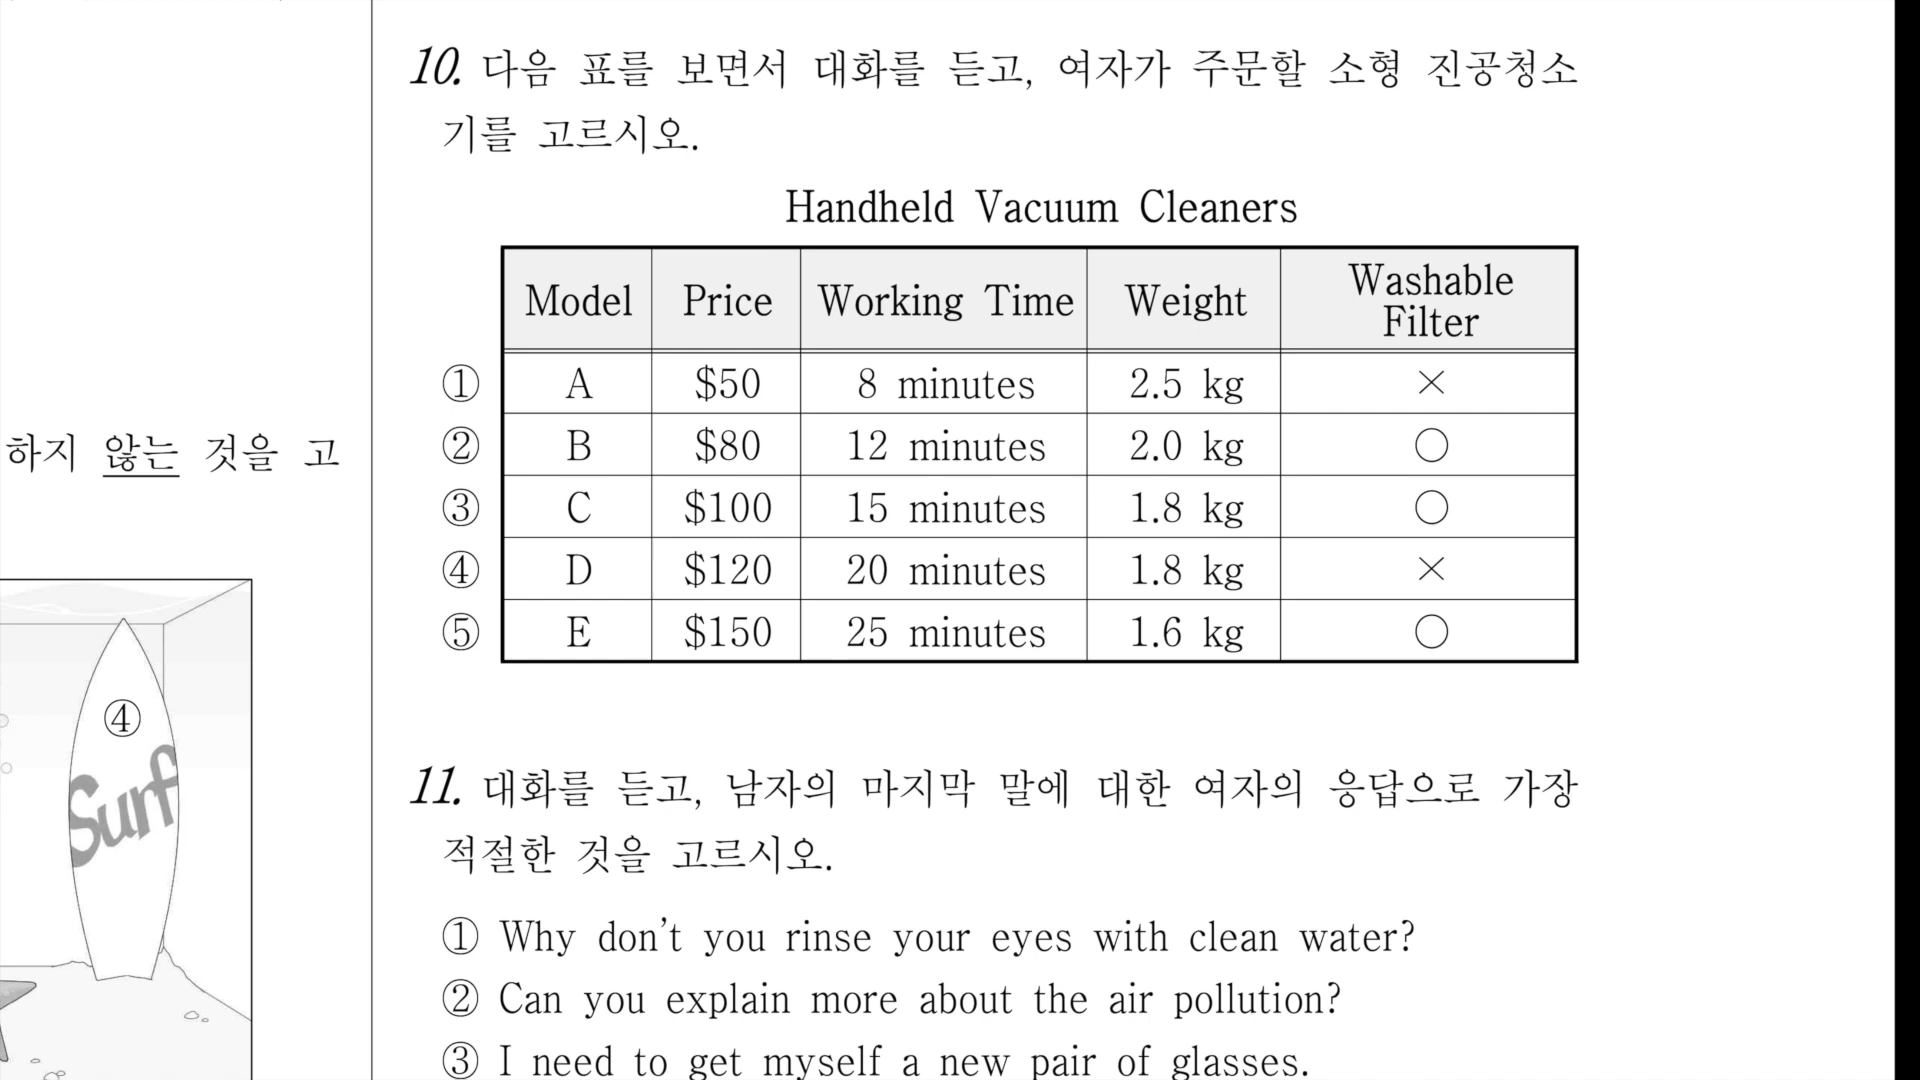 하지 않는 것을 고
④
Surf
10. 다음 표를 보면서 대화를 듣고, 여자가 주문할 소형 진공청소
기를 고르시오.
Handheld Vacuum Cleaners
Model Price Working Time Weight Washable Filter
① A $50 8 minutes 2.5 kg ×
② B $80 12 minutes 2.0 kg ○
③ C $100 15 minutes 1.8 kg ○
④ D $120 20 minutes 1.8 kg ×
⑤ E $150 25 minutes 1.6 kg ○
11. 대화를 듣고, 남자의 마지막 말에 대한 여자의 응답으로 가장
적절한 것을 고르시오.
① Why don't you rinse your eyes with clean water?
② Can you explain more about the air pollution?
③ I need to get myself a new pair of glasses.